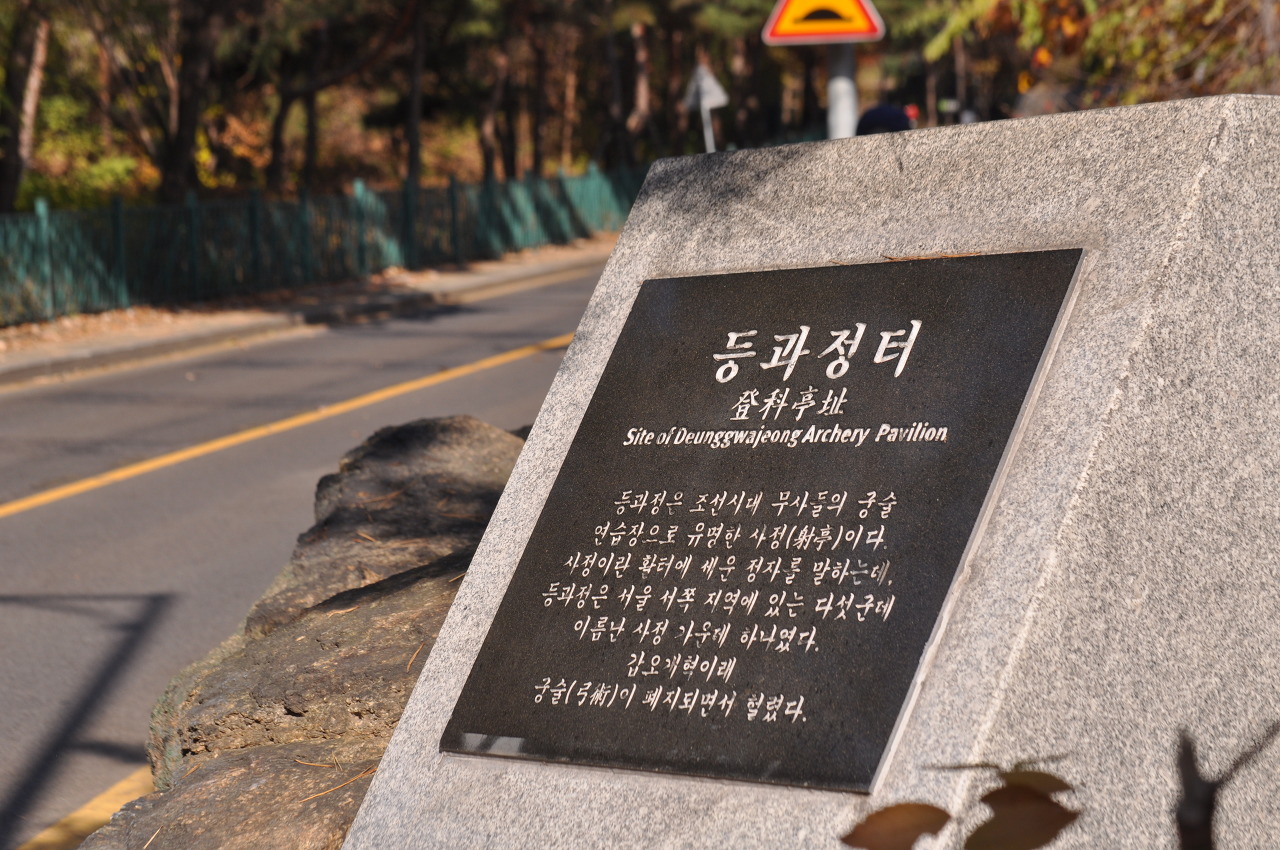 등과정터
登科亭址
Site of Deunggwajeong Archery Pavilion
등과정은 조선시대 무사들의 궁술
연습장으로 유명한 사정(射亭)이다.
사정이란 활터에 세운 정자를 말하는데,
등과정은 서울 서쪽 지역에 있는 다섯군데
이름난 사정 가운데 하나였다.
갑오개혁이래
궁술(弓術)이 폐지되면서 헐렸다.